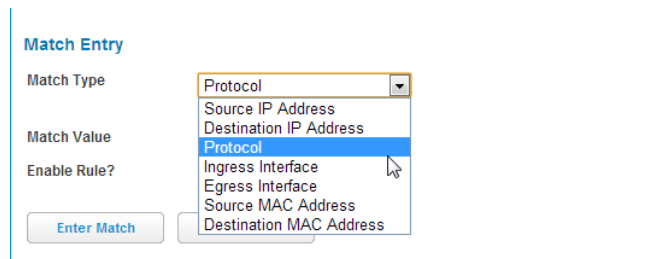 Match Entry
Match Type
Protocol
Source IP Address
Destination IP Address
Match Value
Protocol
Enable Rule?
Ingress Interface
Egress Interface
Source MAC Address
Enter Match
Destination MAC Address